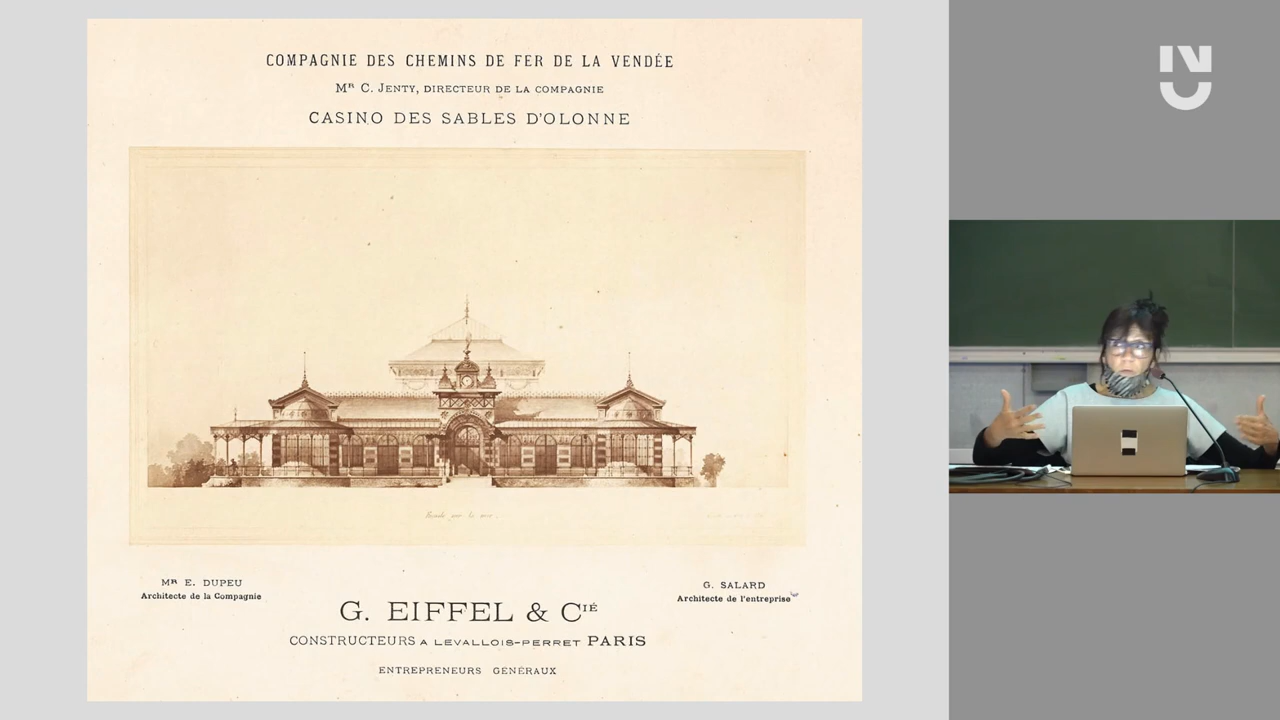 COMPAGNIE DES CHEMINS DE FER DE LA VENDÉE
Mᴿ C. JENTY, DIRECTEUR DE LA COMPAGNIE
CASINO DES SABLES D'OLONNE
Mᴿ E. DUPEU
Architecte de la Compagnie
G. SALARD
Architecte de l'entreprise
G. EIFFEL & Cᴵᴱ́
CONSTRUCTEURS A LEVALLOIS-PERRET PARIS
ENTREPRENEURS GÉNÉRAUX